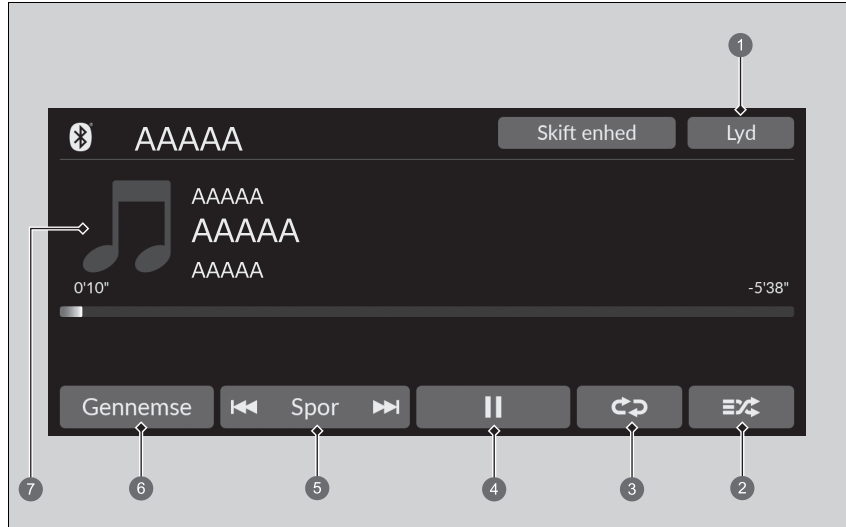 1
AAAAA
Skift enhed
Lyd
AAAAA
AAAAA
AAAAA
7
0'10"
-5'38"
Gennemse
Spor
6
5
4
3
2